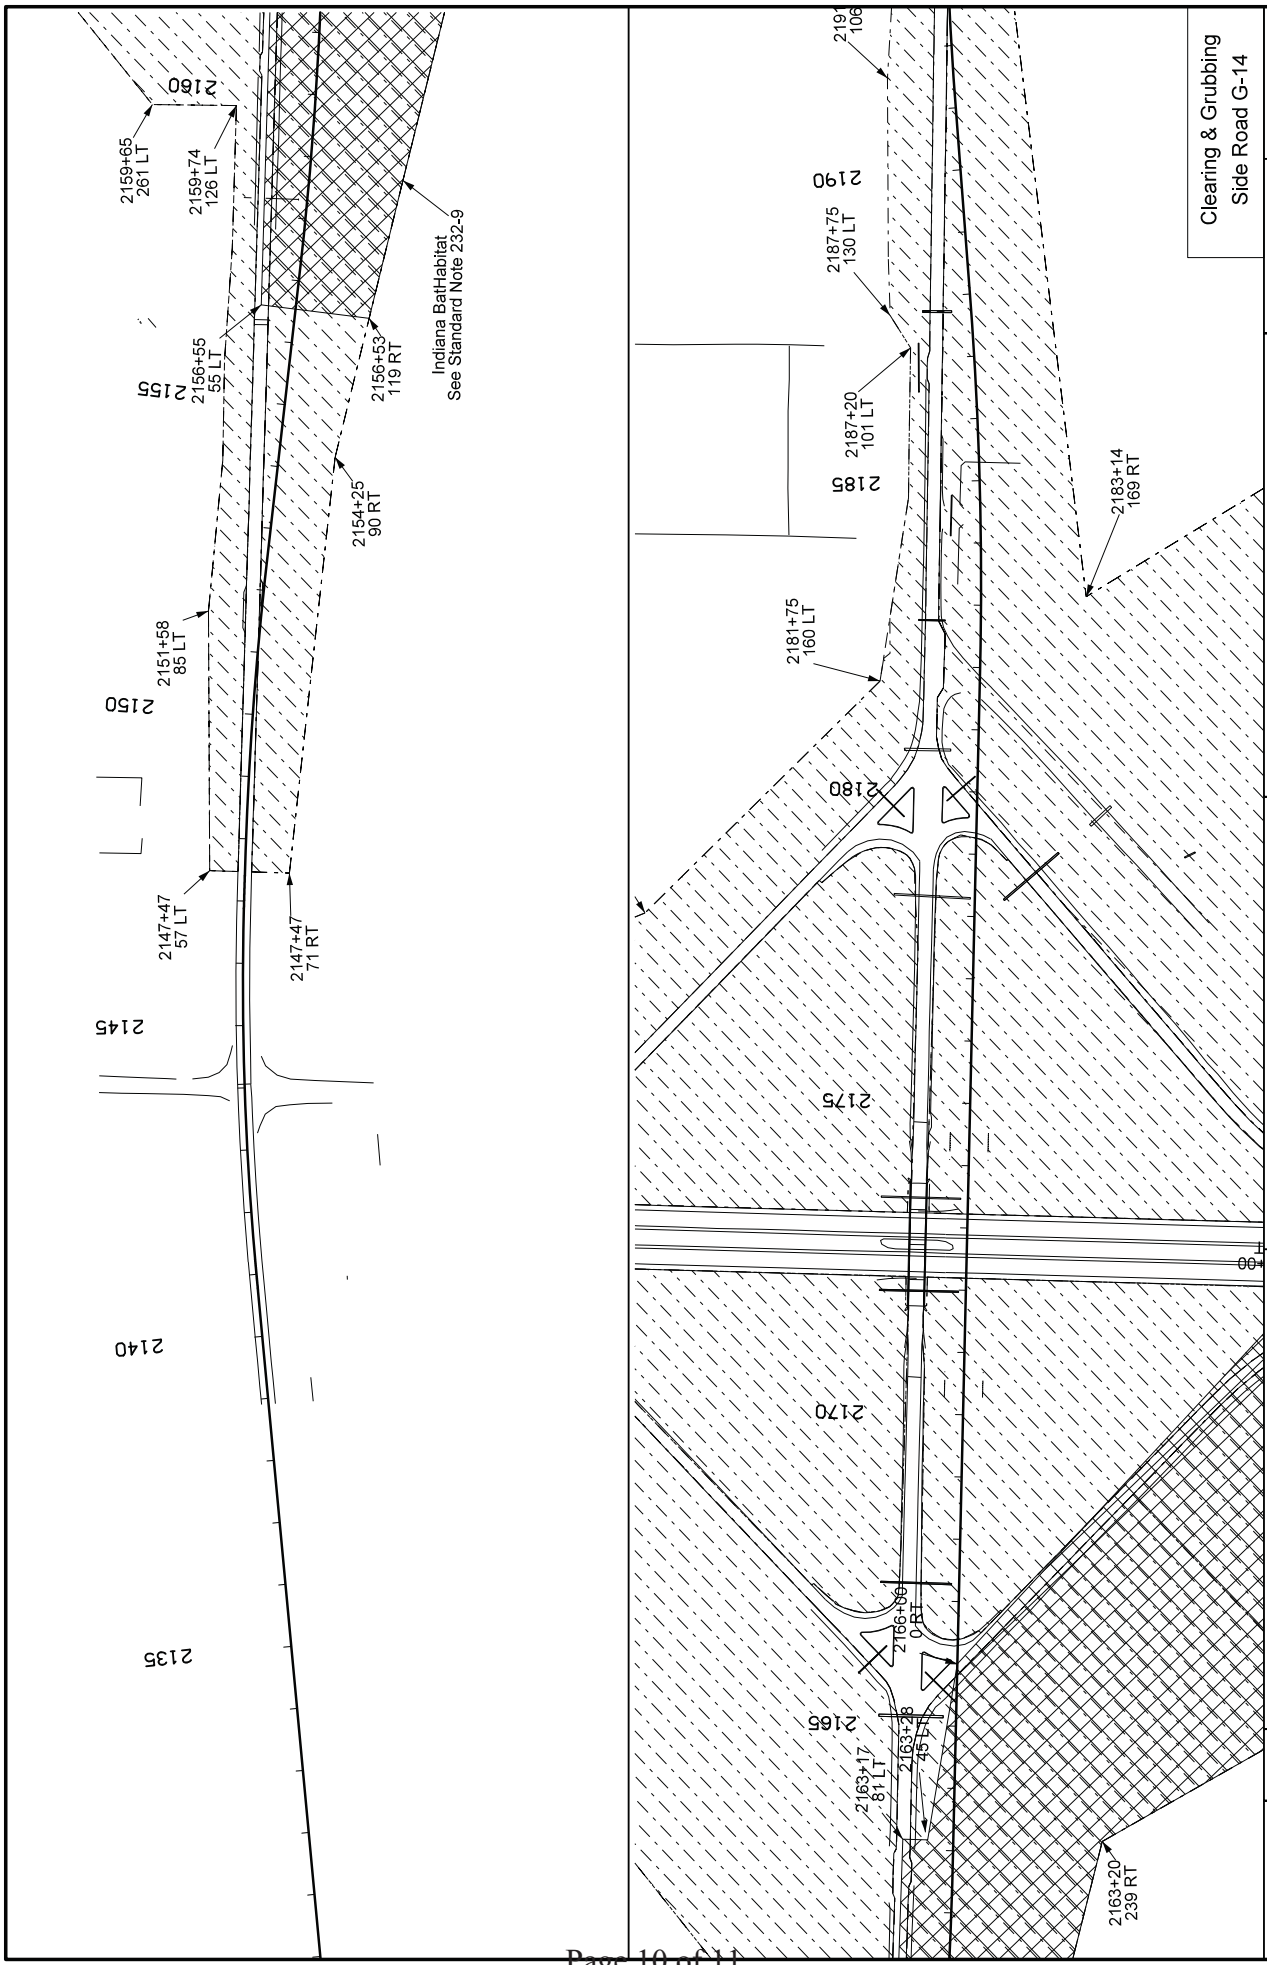 2160
2159+65
261 LT
2159+74
126 LT
Indiana BatHabitat
See Standard Note 232-9
2155
2156+55
55 LT
2156+53
119 RT
2154+25
90 RT
2151+58
85 LT
2150
2147+47
57 LT
2147+47
71 RT
2145
2140
2135
2191
106
2190
2187+75
130 LT
2187+20
101 LT
2185
2183+14
169 RT
2181+75
160 LT
2180
2175
2170
2166+00
0 RT
2165
2163+17
81 LT
2163+28
45 LT
2163+20
239 RT
+00
Clearing & Grubbing
Side Road G-14
Page 10 of 11